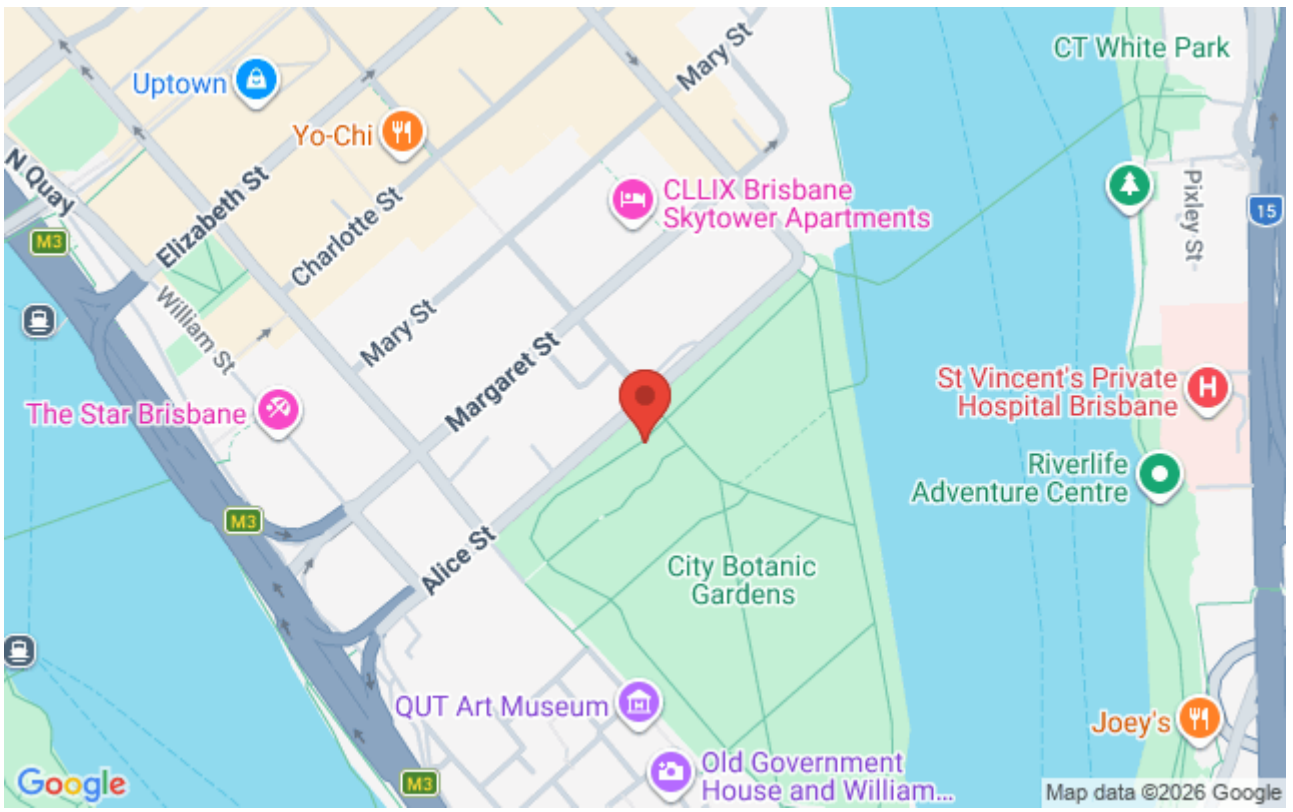 CT White Park
Uptown
Mary St
Yo-Chi
N Quay
Elizabeth St
CLLIX Brisbane
Skytower Apartments
Pixley St
15
M3
Charlotte St
William St
Mary St
Margaret St
St Vincent's Private
Hospital Brisbane
H
The Star Brisbane
Riverlife
Adventure Centre
M3
Alice St
City Botanic
Gardens
QUT Art Museum
Joey's
Old Government
House and William...
M3
Google
Map data ©2026 Google